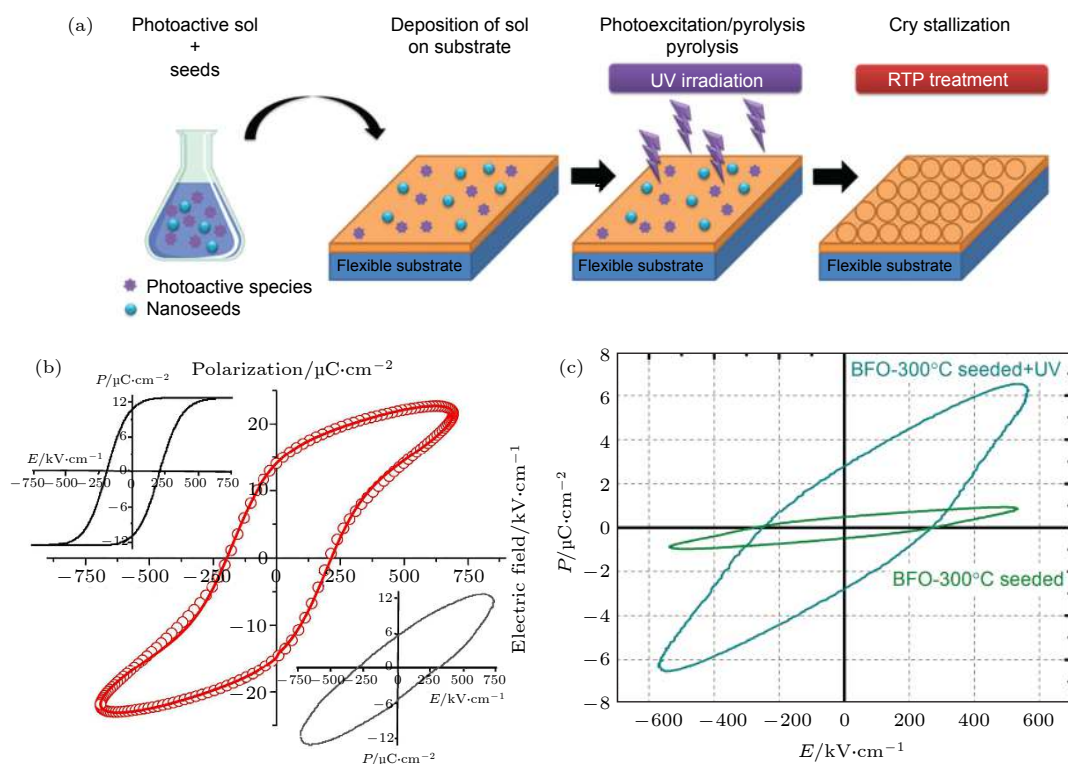 (a)
Photoactive sol
+
seeds
Deposition of sol
on substrate
Photoexcitation/pyrolysis
pyrolysis
Cry stallization
UV irradiation
RTP treatment
Flexible substrate
Flexible substrate
Flexible substrate
Photoactive species
Nanoseeds
(b)
Polarization/μC·cm−2
P/μC·cm−2
12
6
E/kV·cm−1
0
−750 −500 −250 0 250 500 750
−6
−12
20
15
10
0
−750 −500 −250 0 250 500 750
−10
−20
Electric field/kV·cm−1
12
6
0
−750 −500 −250 0 250 500 750
E/kV·cm−1
−6
−12
P/μC·cm−2
(c)
BFO-300°C seeded+UV
BFO-300°C seeded
P/μC·cm−2
8
6
4
2
0
−2
−4
−6
−8
−600 −400 −200 0 200 400 600
E/kV·cm−1